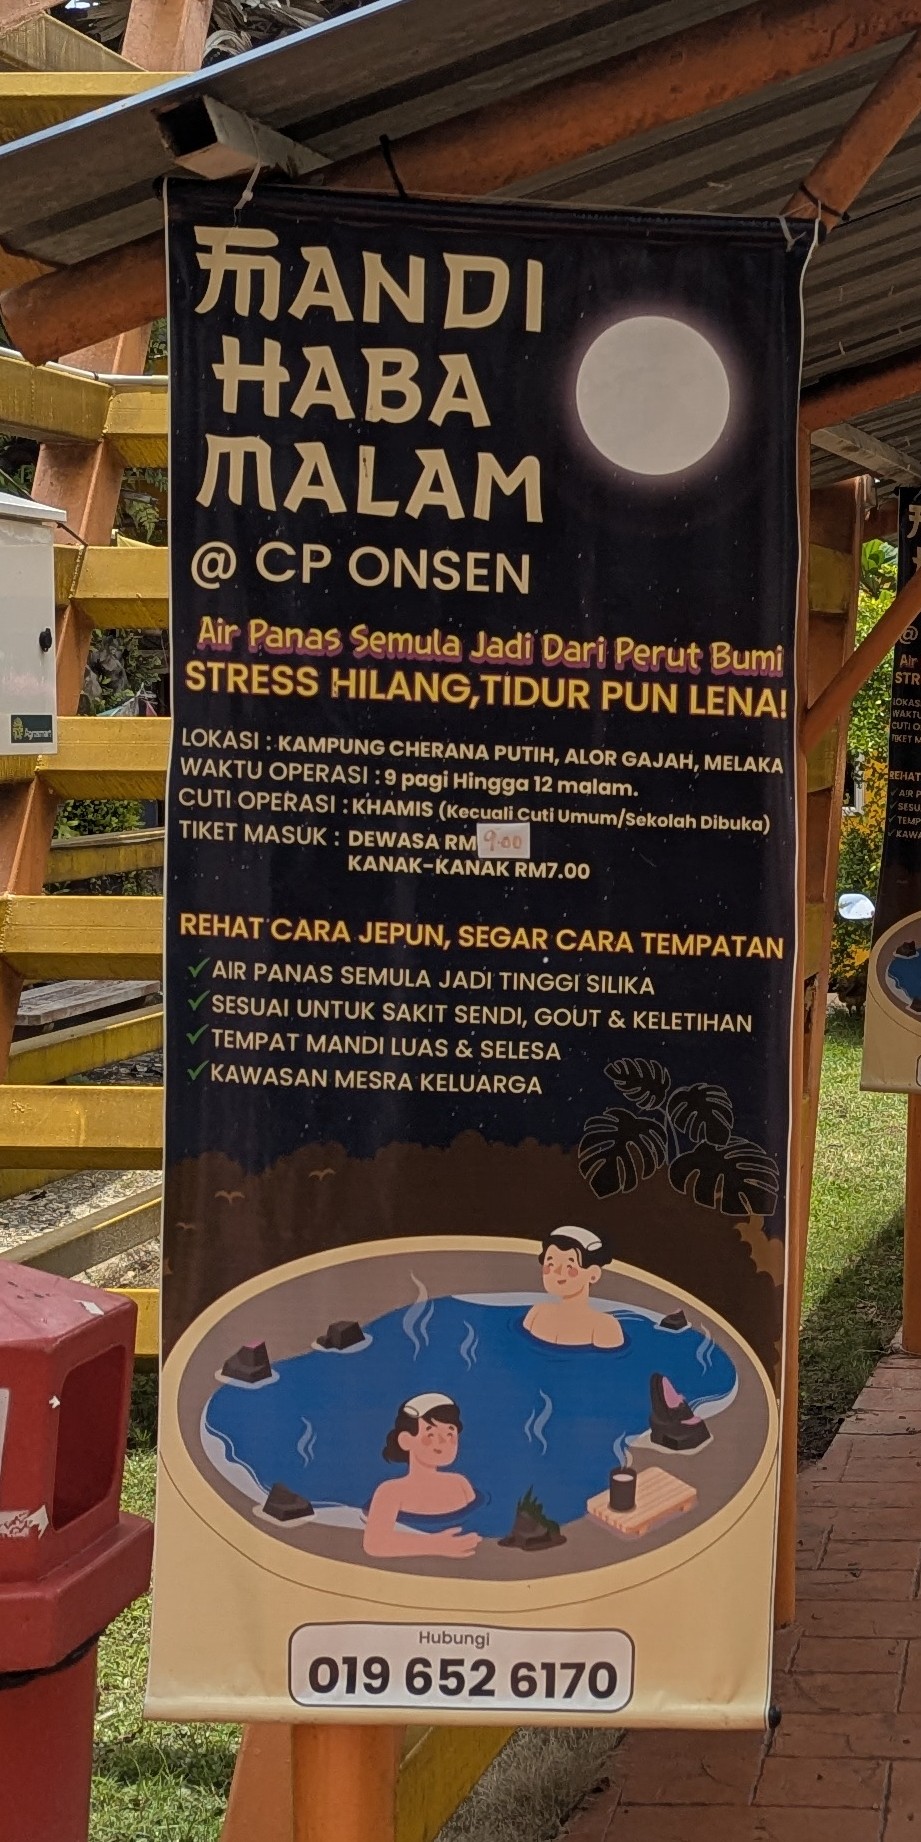 MANDI
HABA
MALAM
@ CP ONSEN
Air Panas Semula Jadi Dari Perut Bumi
STRESS HILANG,TIDUR PUN LENA!
LOKASI : KAMPUNG CHERANA PUTIH, ALOR GAJAH, MELAKA
WAKTU OPERASI : 9 pagi Hingga 12 malam.
CUTI OPERASI : KHAMIS (Kecuali Cuti Umum/Sekolah Dibuka)
TIKET MASUK : DEWASA RM 9.00
KANAK-KANAK RM7.00
REHAT CARA JEPUN, SEGAR CARA TEMPATAN
✓AIR PANAS SEMULA JADI TINGGI SILIKA
✓SESUAI UNTUK SAKIT SENDI, GOUT & KELETIHAN
✓TEMPAT MANDI LUAS & SELESA
✓KAWASAN MESRA KELUARGA
Hubungi
019 652 6170
Agrosmart